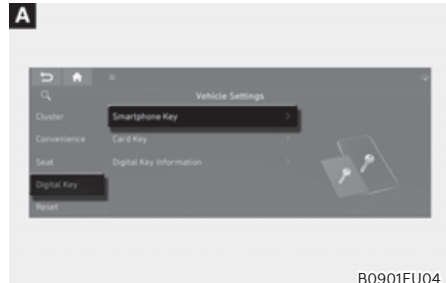 A
Vehicle Settings
Cluster
Smartphone Key
Convenience
Card Key
Seat
Digital Key Information
Digital Key
Reset
B0901EU04